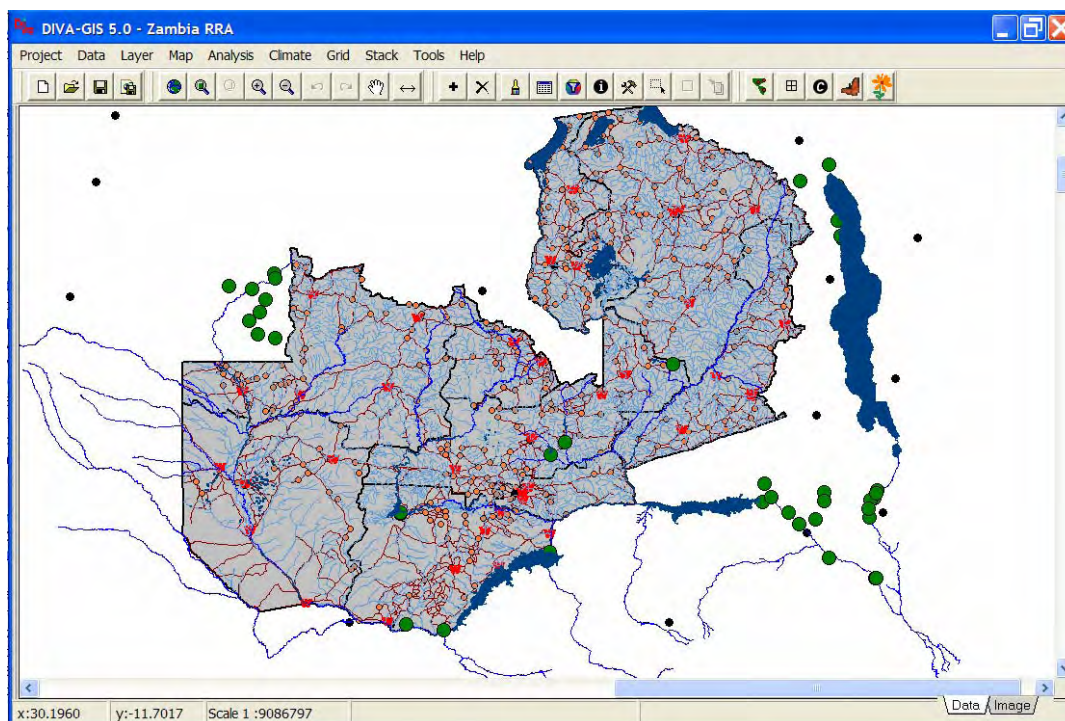 DIVA-GIS 5.0 - Zambia RRA
Project Data Layer Map Analysis Climate Grid Stack Tools Help
x:30.1960 y:-11.7017 Scale 1 :9086797
Data Image